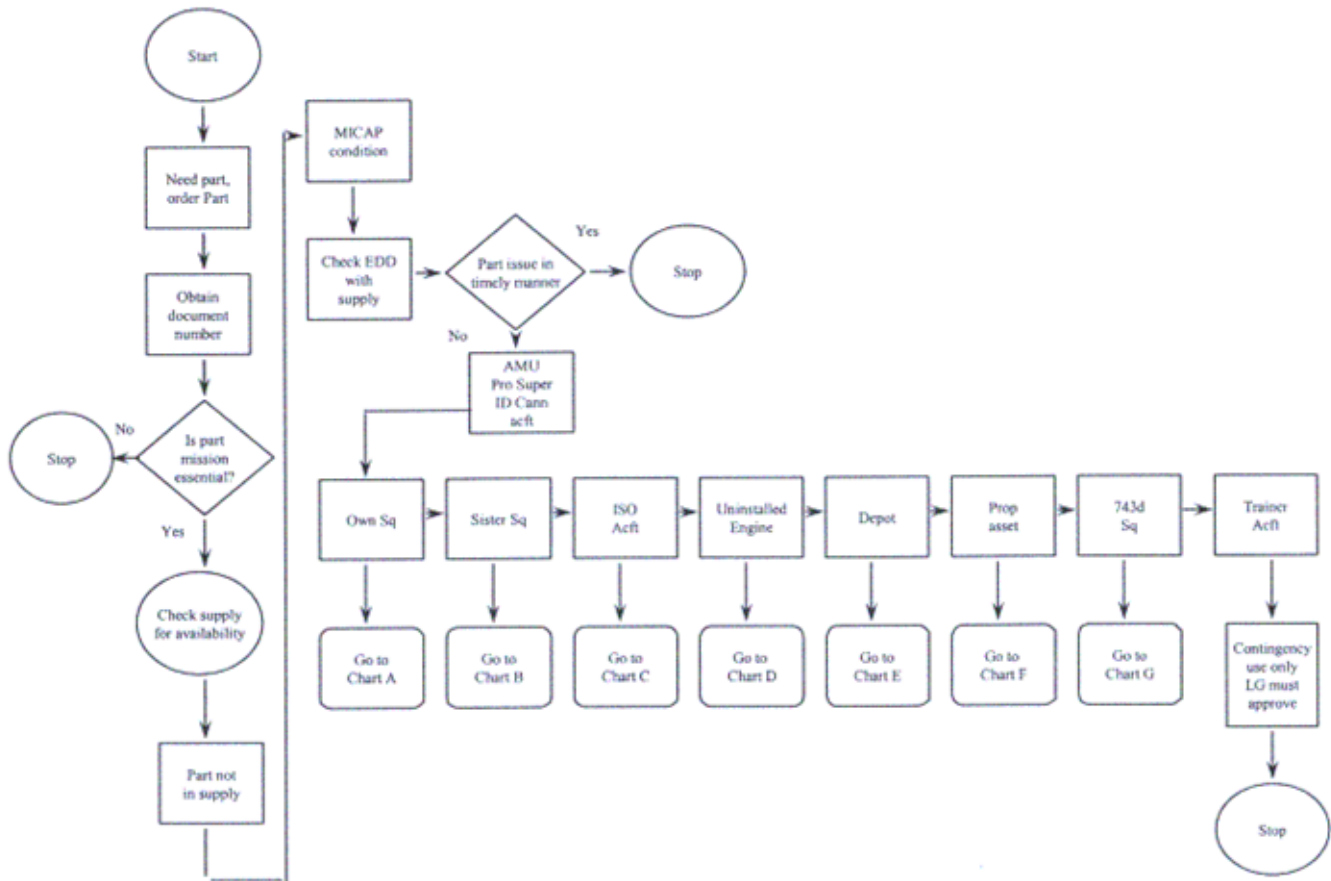 Start
Need part,
order Part
Obtain
document
number
Is part
mission
essential?
No
Stop
Yes
Check supply
for availability
Part not
in supply
MICAP
condition
Check EDD
with
supply
Part issue in
timely manner
Yes
Stop
No
AMU
Pro Super
ID Cann
acft
Own Sq
Sister Sq
ISO
Acft
Uninstalled
Engine
Depot
Prop
asset
743d
Sq
Trainer
Acft
Go to
Chart A
Go to
Chart B
Go to
Chart C
Go to
Chart D
Go to
Chart E
Go to
Chart F
Go to
Chart G
Contingency
use only
LG must
approve
Stop